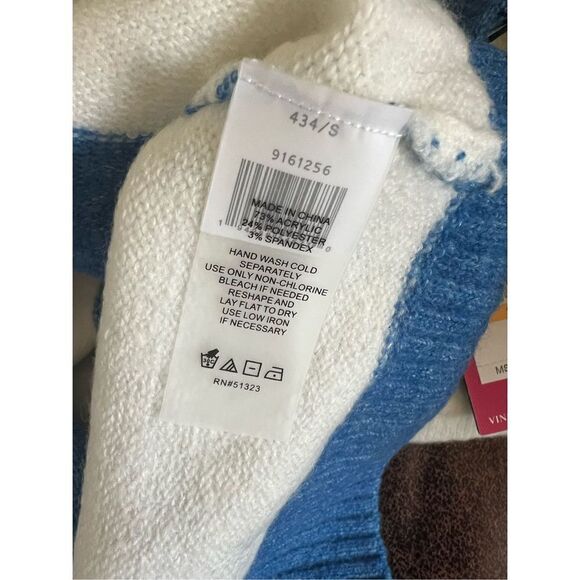 434/S
9161256
MADE IN CHINA
73% ACRYLIC
24% POLYESTER
3% SPANDEX
HAND WASH COLD
SEPARATELY
USE ONLY NON-CHLORINE
BLEACH IF NEEDED
RESHAPE AND
LAY FLAT TO DRY
USE LOW IRON
IF NECESSARY
RN#51323
VIN